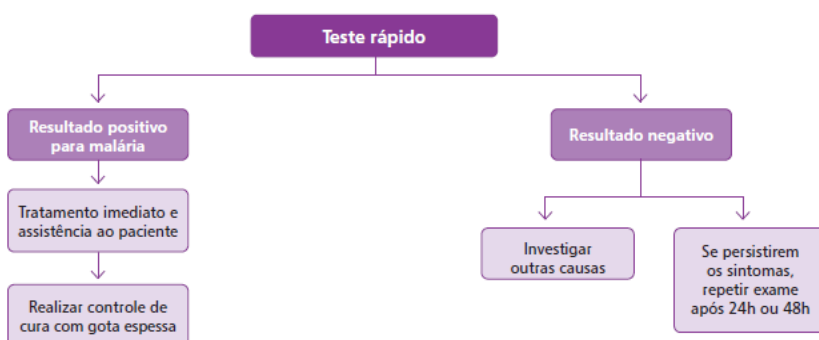 Teste rápido
Resultado positivo
para malária
Resultado negativo
Tratamento imediato e
assistência ao paciente
Investigar
outras causas
Se persistirem
os sintomas,
repetir exame
após 24h ou 48h
Realizar controle de
cura com gota espessa